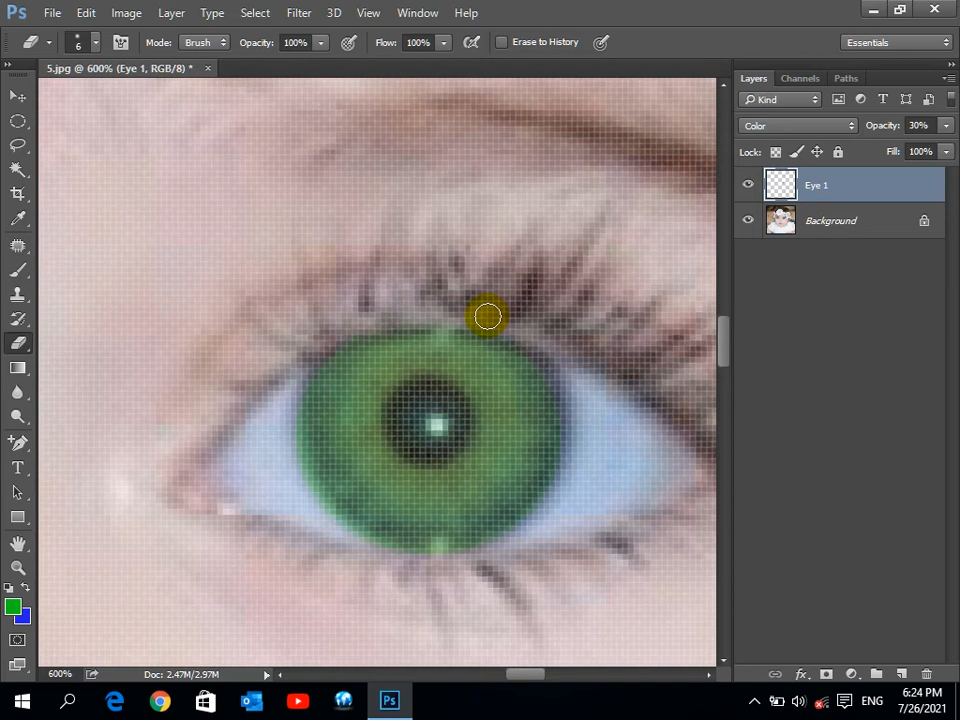 Ps File Edit Image Layer Type Select Filter 3D View Window Help
6 Mode: Brush Opacity: 100% Flow: 100% Erase to History Essentials
5.jpg @ 600% (Eye 1, RGB/8) * ×
Layers Channels Paths
Kind
Color Opacity: 30%
Lock: Fill: 100%
Eye 1
Background
600% Doc: 2.47M/2.97M
ENG
6:24 PM
7/26/2021